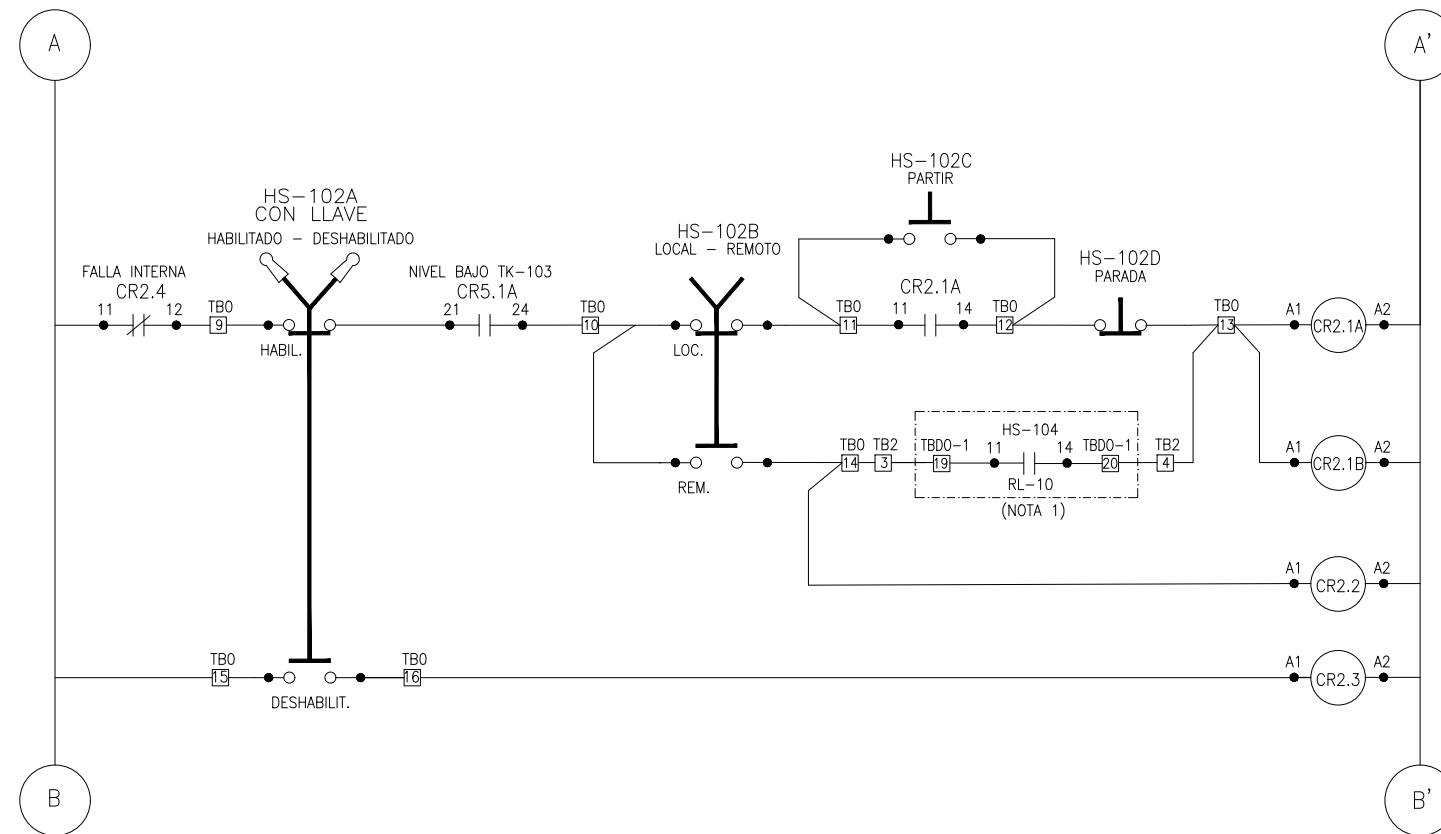 A
A'
HS-102C
PARTIR
HS-102A
CON LLAVE
HABILITADO - DESHABILITADO
HS-102B
LOCAL - REMOTO
HS-102D
PARADA
FALLA INTERNA
CR2.4
NIVEL BAJO TK-103
CR5.1A
CR2.1A
11
12
TB0
9
21
24
TB0
10
TB0
11
11
14
TB0
12
TB0
13
A1
CR2.1A
A2
HABIL.
LOC.
HS-104
TB0
14
TB2
3
TBD0-1
19
11
14
TBD0-1
20
TB2
4
A1
CR2.1B
A2
REM.
RL-10
(NOTA 1)
A1
CR2.2
A2
TB0
15
TB0
16
A1
CR2.3
A2
DESHABILIT.
B
B'